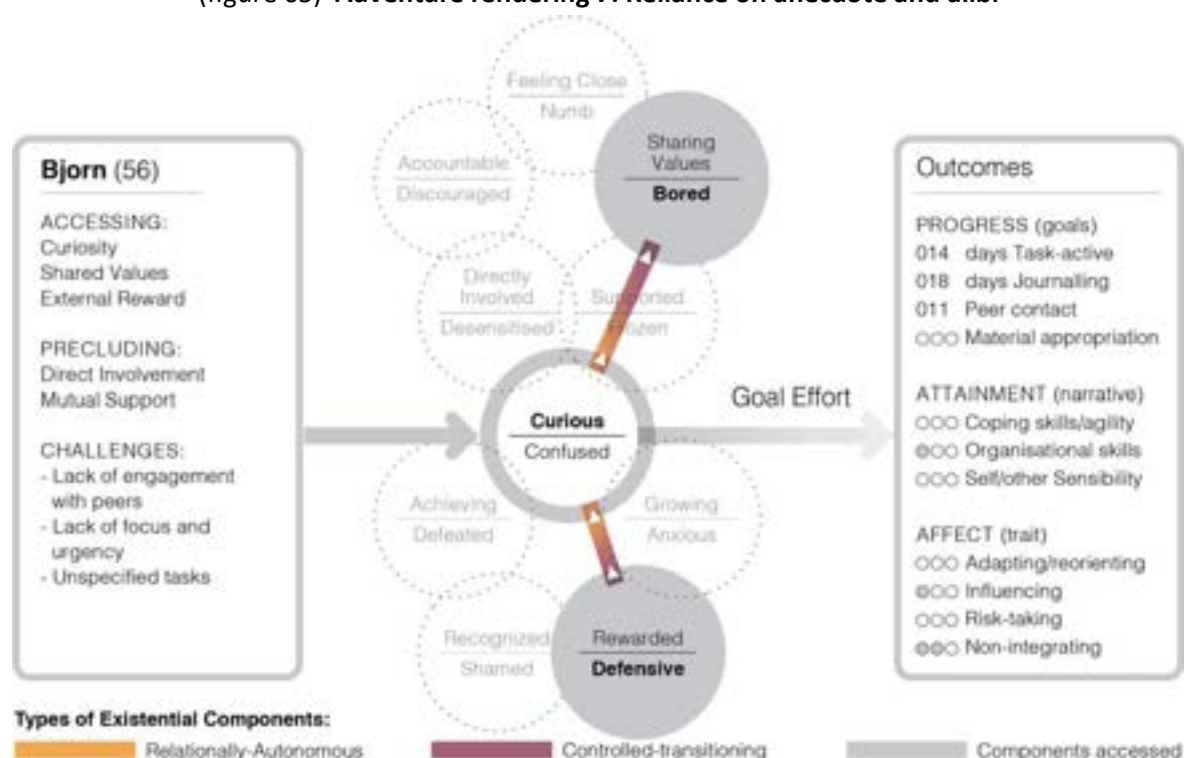 (figure 65) Adventure rendering 7: Reliance on anecdote and alibi
Feeling Close
Numb
Accountable
Discouraged
Sharing
Values
Bored
Directly
Involved
Desensitised
Supported
Frozen
Bjorn (56)
ACCESSING:
Curiosity
Shared Values
External Reward
PRECLUDING:
Direct Involvement
Mutual Support
CHALLENGES:
- Lack of engagement
with peers
- Lack of focus and
urgency
- Unspecified tasks
Curious
Confused
Goal Effort
Achieving
Defeated
Growing
Anxious
Recognized
Shamed
Rewarded
Defensive
Outcomes
PROGRESS (goals)
014 days Task-active
018 days Journalling
011 Peer contact
○○○ Material appropriation
ATTAINMENT (narrative)
○○○ Coping skills/agility
◎○○ Organisational skills
○○○ Self/other Sensibility
AFFECT (trait)
○○○ Adapting/reorienting
◎○○ Influencing
○○○ Risk-taking
◎◎○ Non-integrating
Types of Existential Components:
Relationally-Autonomous
Controlled-transitioning
Components accessed